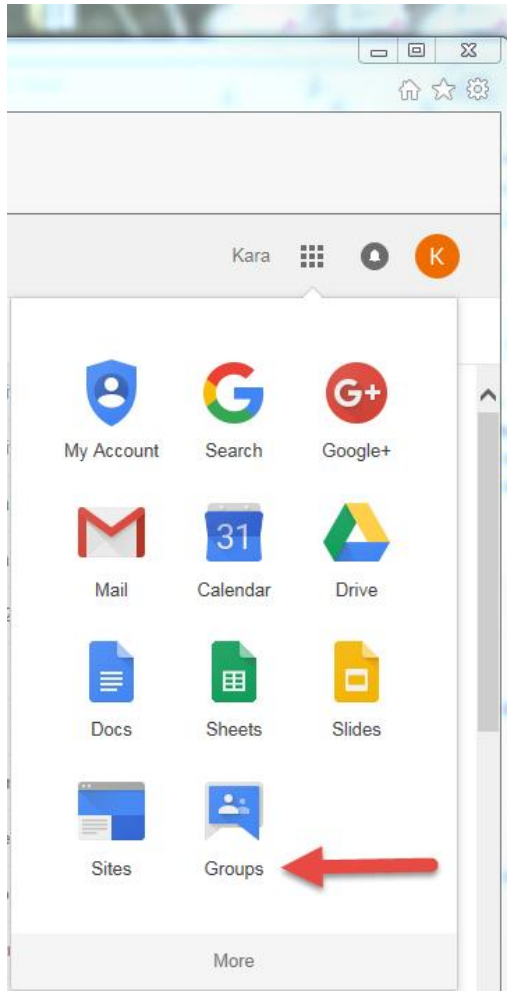 Kara K
G+
My Account Search Google+
31
Mail Calendar Drive
Docs Sheets Slides
Sites Groups
More